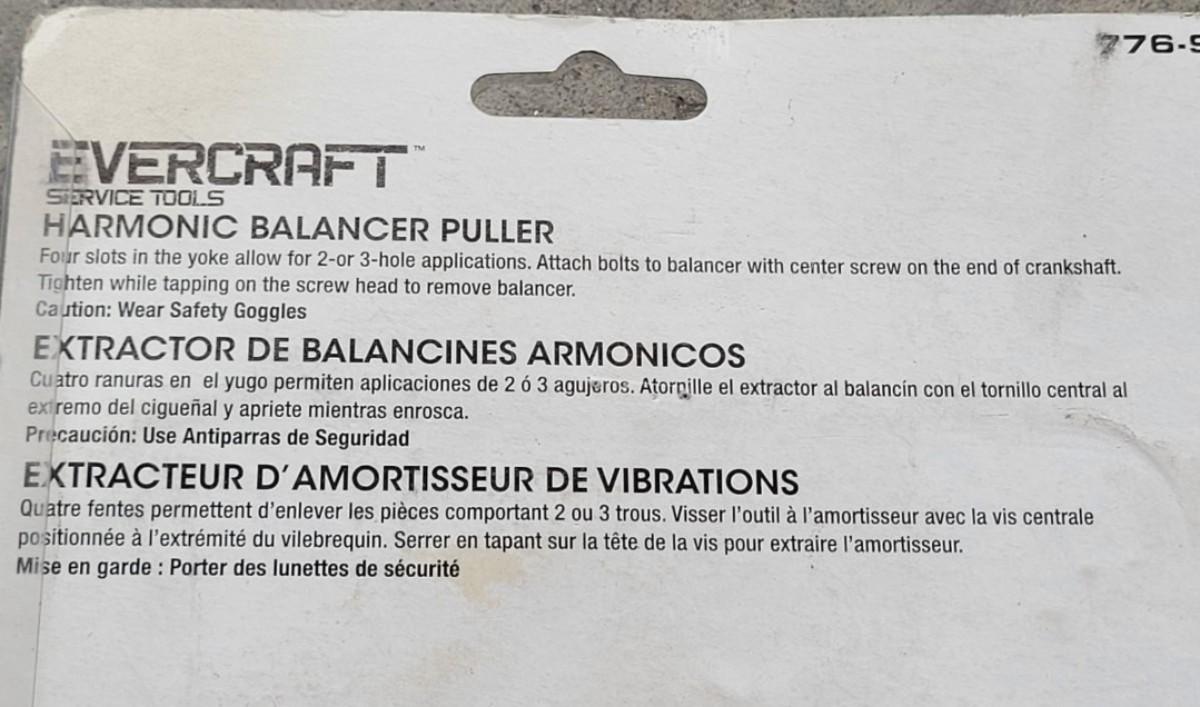 776-9
EVERCRAFT™
SERVICE TOOLS
HARMONIC BALANCER PULLER
Four slots in the yoke allow for 2-or 3-hole applications. Attach bolts to balancer with center screw on the end of crankshaft.
Tighten while tapping on the screw head to remove balancer.
Caution: Wear Safety Goggles
EXTRACTOR DE BALANCINES ARMONICOS
Cuatro ranuras en el yugo permiten aplicaciones de 2 ó 3 agujeros. Atornille el extractor al balancín con el tornillo central al
extremo del cigueñal y apriete mientras enrosca.
Precaución: Use Antiparras de Seguridad
EXTRACTEUR D'AMORTISSEUR DE VIBRATIONS
Quatre fentes permettent d'enlever les pièces comportant 2 ou 3 trous. Visser l'outil à l'amortisseur avec la vis centrale
positionnée à l'extrémité du vilebrequin. Serrer en tapant sur la tête de la vis pour extraire l'amortisseur.
Mise en garde : Porter des lunettes de sécurité